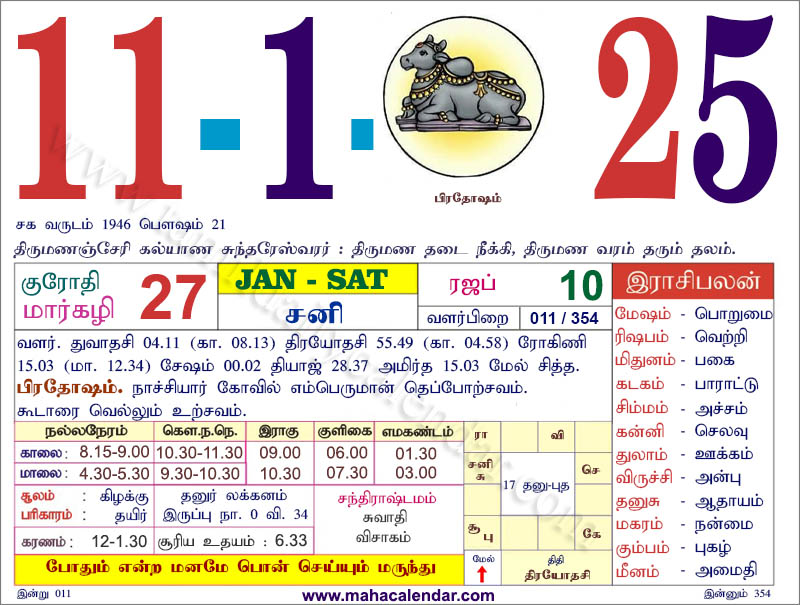 11-1-25
பிரதோஷம்
சக வருடம் 1946 பௌஷம் 21
திருமணஞ்சேரி கல்யாண சுந்தரேஸ்வரர் : திருமண தடை நீக்கி, திருமண வரம் தரும் தலம்.
குரோதி
மார்கழி 27
JAN - SAT
சனி
ரஜப் 10
வளர்பிறை 011 / 354
வளர். துவாதசி 04.11 (கா. 08.13) திரயோதசி 55.49 (கா. 04.58) ரோகிணி
15.03 (மா. 12.34) சேஷம் 00.02 தியாஜ் 28.37 அமிர்த 15.03 மேல் சித்த.
பிரதோஷம். நாச்சியார் கோவில் எம்பெருமான் தெப்போற்சவம்.
கூடாரை வெல்லும் உற்சவம்.
நல்லநேரம் கௌ.ந.நெ. இராகு குளிகை எமகண்டம்
காலை: 8.15-9.00 10.30-11.30 09.00 06.00 01.30
மாலை: 4.30-5.30 9.30-10.30 10.30 07.30 03.00
சூலம் : கிழக்கு
பரிகாரம் : தயிர்
தனுர் லக்கனம்
இருப்பு நா. 0 வி. 34
கரணம்: 12-1.30 சூரிய உதயம் : 6.33
சந்திராஷ்டமம்
சுவாதி
விசாகம்
ரா வி
சனி
சு
17 தனு-புத
செ
சூ பு
கே
மேல்
திதி
திரயோதசி
போதும் என்ற மனமே பொன் செய்யும் மருந்து
இராசிபலன்
மேஷம் - பொறுமை
ரிஷபம் - வெற்றி
மிதுனம் - பகை
கடகம் - பாராட்டு
சிம்மம் - அச்சம்
கன்னி - செலவு
துலாம் - ஊக்கம்
விருச்சி - அன்பு
தனுசு - ஆதாயம்
மகரம் - நன்மை
கும்பம் - புகழ்
மீனம் - அமைதி
இன்று 011
www.mahacalendar.com
இன்னும் 354